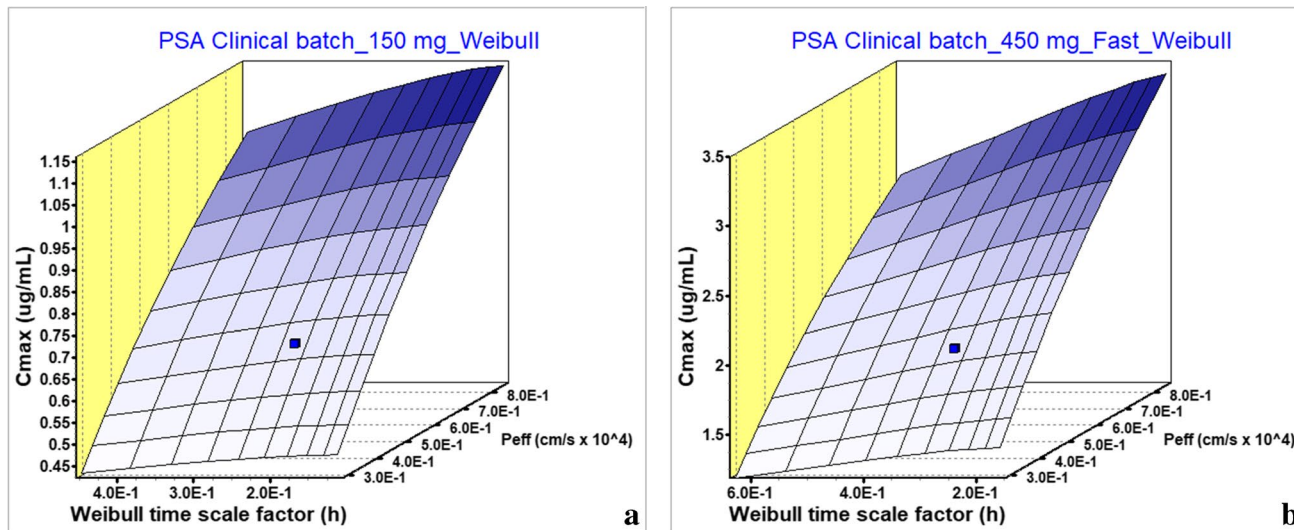 PSA Clinical batch_150 mg_Weibull
1.15
1.1
1.05
1
0.95
0.9
0.85
0.8
0.75
0.7
0.65
0.6
0.55
0.5
0.45
Cmax (ug/mL)
4.0E-1
3.0E-1
2.0E-1
Weibull time scale factor (h)
8.0E-1
7.0E-1
6.0E-1
5.0E-1
4.0E-1
3.0E-1
Peff (cm/s x 10^4)
a
PSA Clinical batch_450 mg_Fast_Weibull
3.5
3
2.5
2
1.5
Cmax (ug/mL)
6.0E-1
4.0E-1
2.0E-1
Weibull time scale factor (h)
8.0E-1
7.0E-1
6.0E-1
5.0E-1
4.0E-1
3.0E-1
Peff (cm/s x 10^4)
b